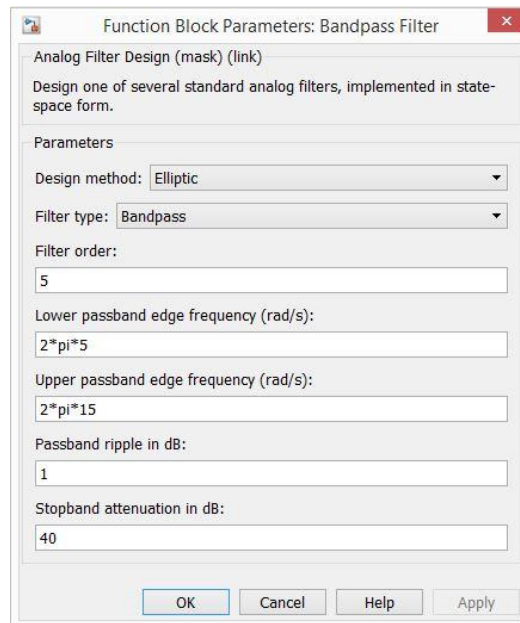 Function Block Parameters: Bandpass Filter
Analog Filter Design (mask) (link)
Design one of several standard analog filters, implemented in state-
space form.
Parameters
Design method: Elliptic
Filter type: Bandpass
Filter order:
5
Lower passband edge frequency (rad/s):
2*pi*5
Upper passband edge frequency (rad/s):
2*pi*15
Passband ripple in dB:
1
Stopband attenuation in dB:
40
OK Cancel Help Apply